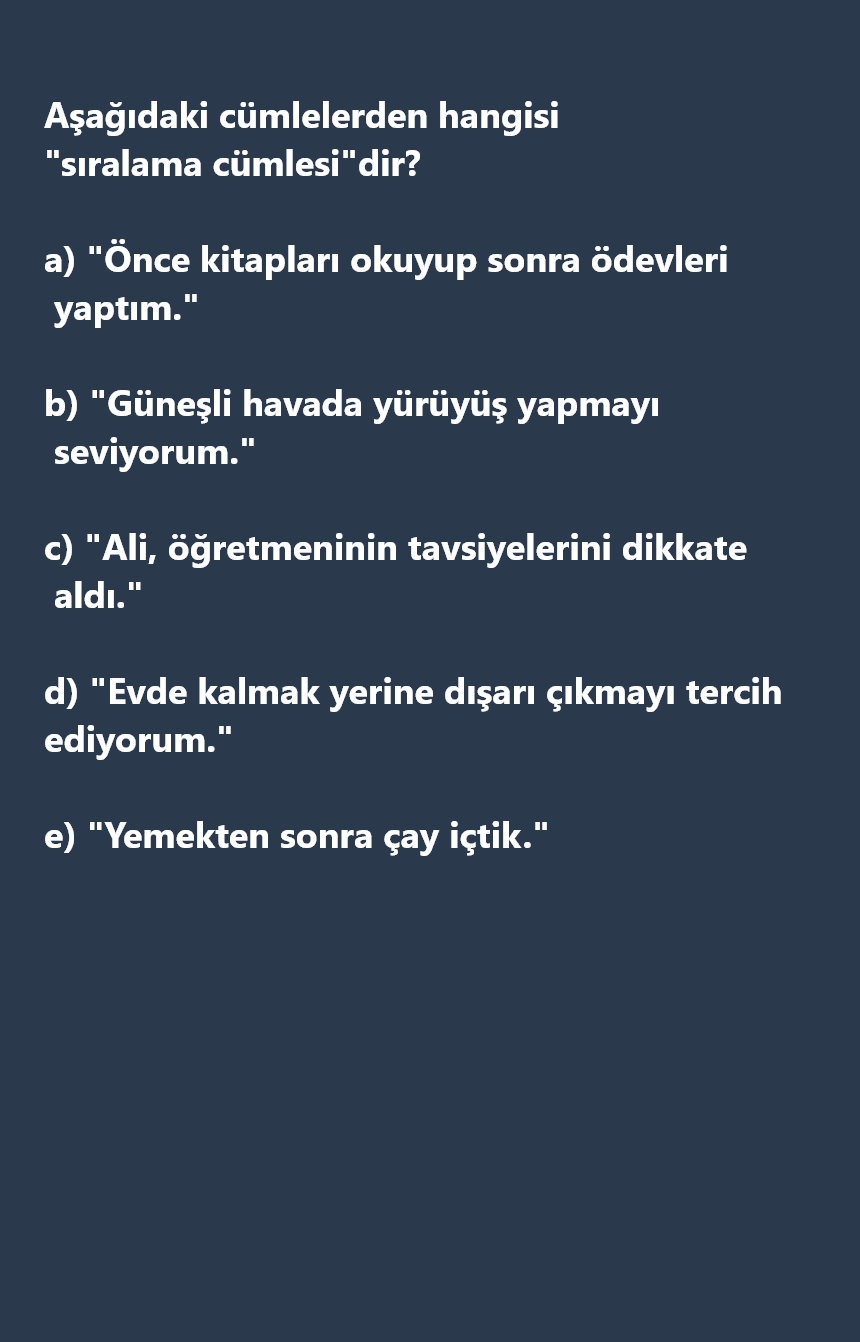 Aşağıdaki cümlelerden hangisi
"sıralama cümlesi"dir?
a) "Önce kitapları okuyup sonra ödevleri
yaptım."
b) "Güneşli havada yürüyüş yapmayı
seviyorum."
c) "Ali, öğretmeninin tavsiyelerini dikkate
aldı."
d) "Evde kalmak yerine dışarı çıkmayı tercih
ediyorum."
e) "Yemekten sonra çay içtik."